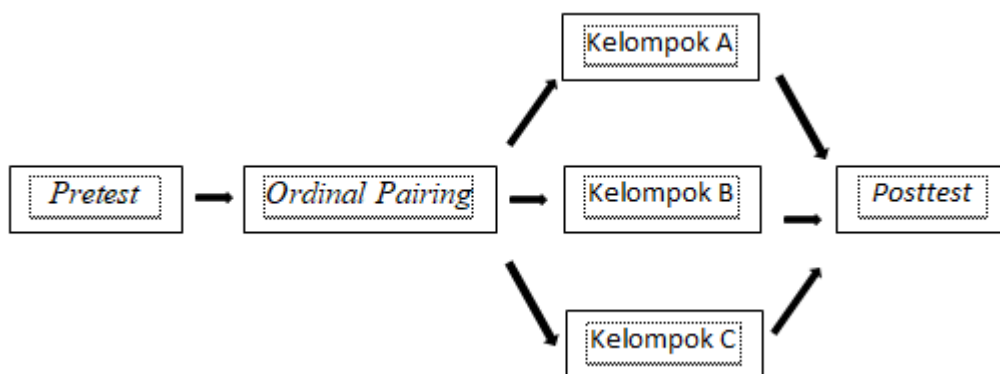 Pretest
Ordinal Pairing
Kelompok A
Kelompok B
Kelompok C
Posttest